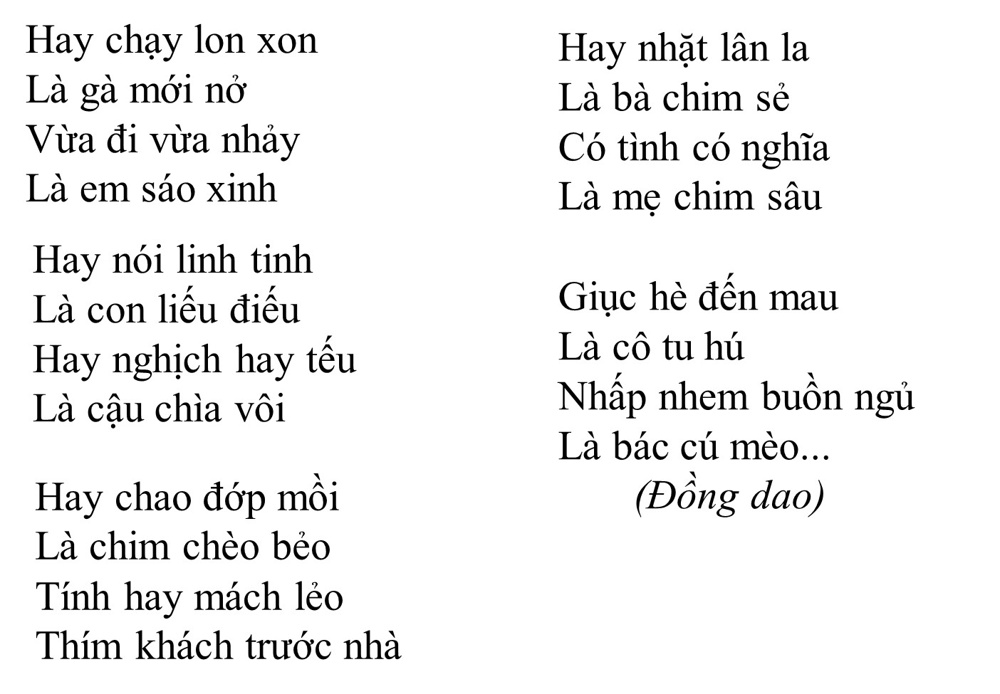 Hay chạy lon xon
Là gà mới nở
Vừa đi vừa nhảy
Là em sáo xinh
Hay nói linh tinh
Là con liếu điếu
Hay nghịch hay tếu
Là cậu chìa vôi
Hay chao đớp mồi
Là chim chèo bẻo
Tính hay mách lẻo
Thím khách trước nhà
Hay nhặt lân la
Là bà chim sẻ
Có tình có nghĩa
Là mẹ chim sâu
Giục hè đến mau
Là cô tu hú
Nhấp nhem buồn ngủ
Là bác cú mèo...
(Đồng dao)